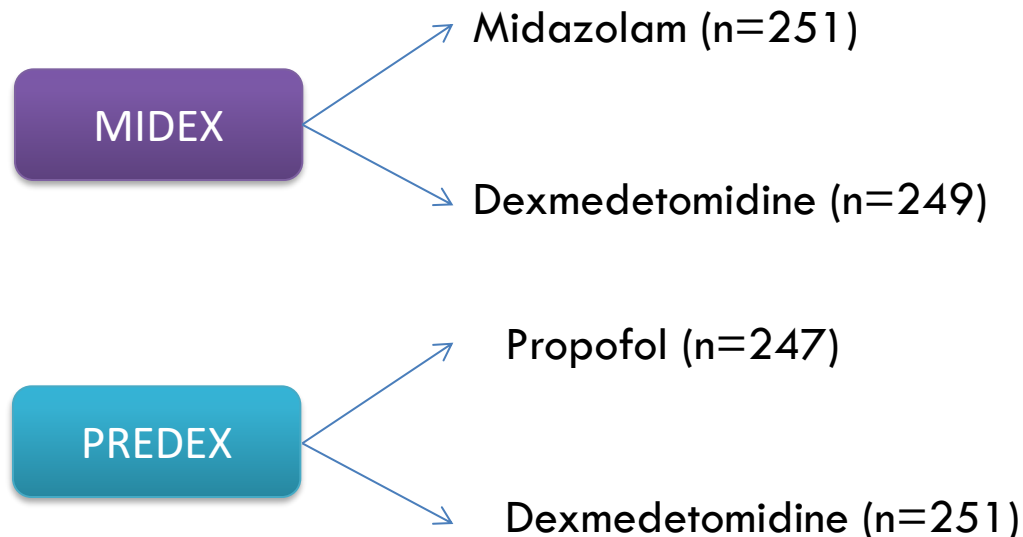 Midazolam (n=251)
MIDEX
Dexmedetomidine (n=249)
Propofol (n=247)
PREDEX
Dexmedetomidine (n=251)